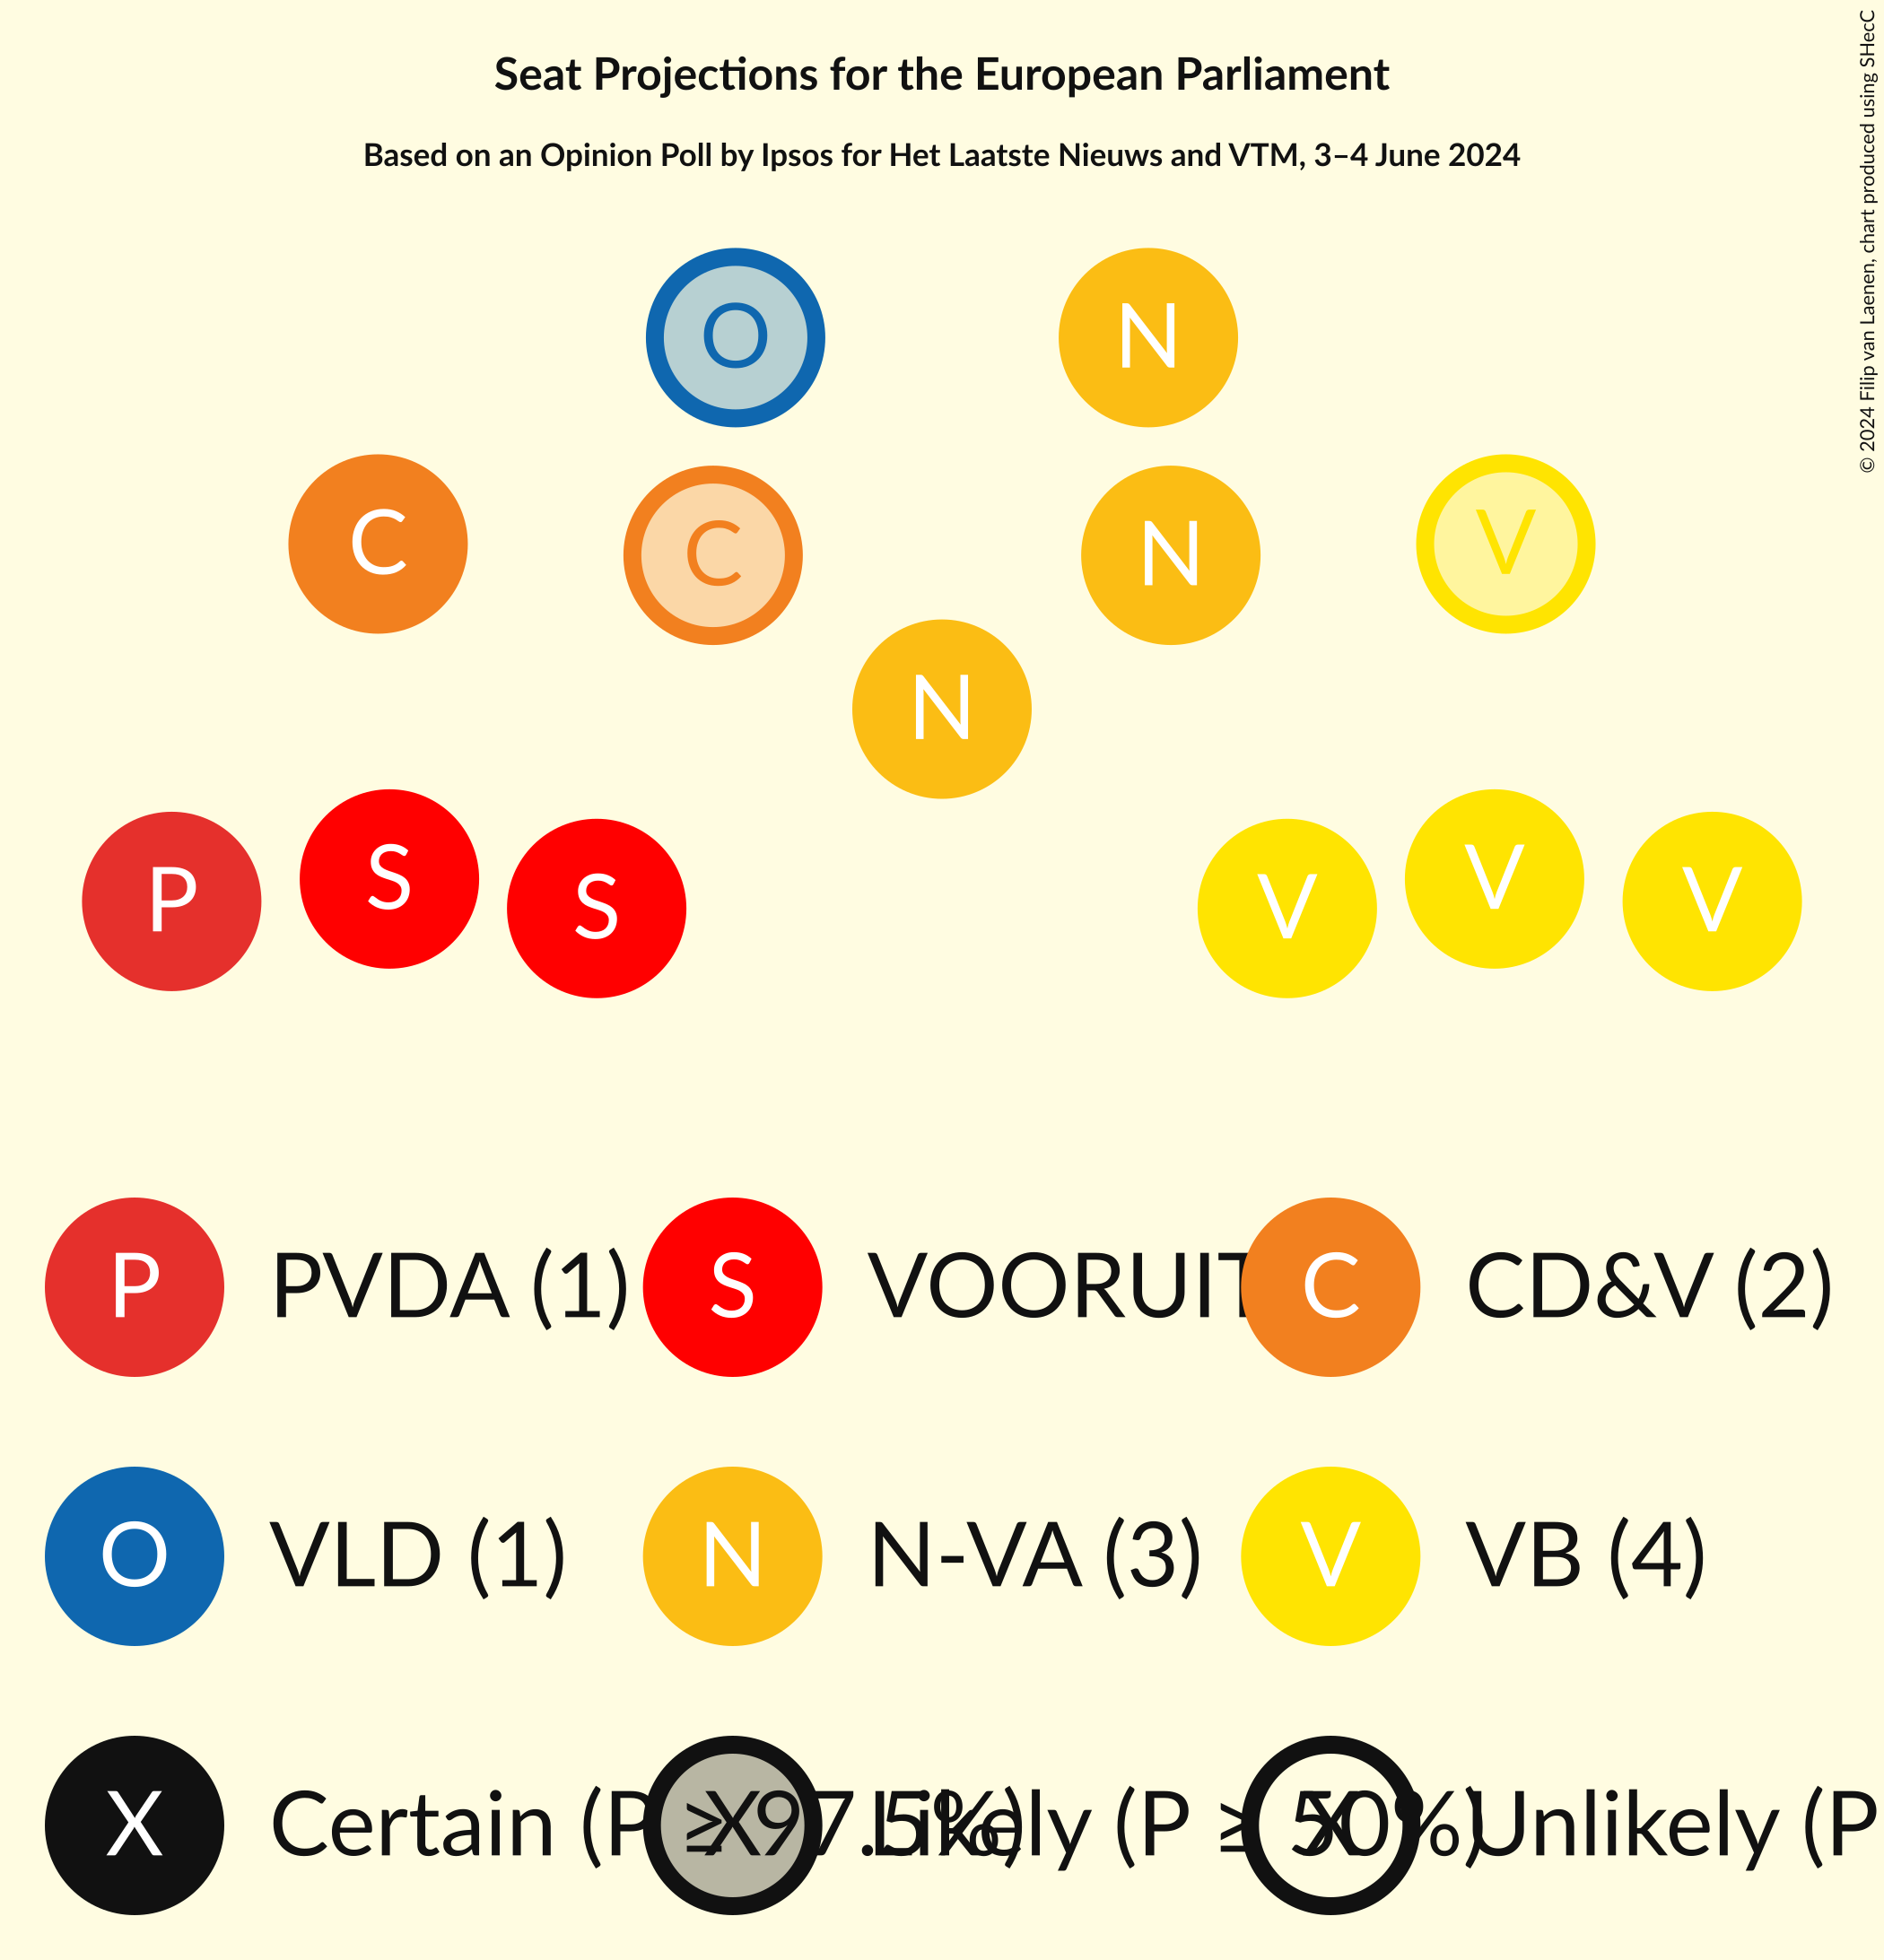 Seat Projections for the European Parliament
Based on an Opinion Poll by Ipsos for Het Laatste Nieuws and VTM, 3–4 June 2024
© 2024 Filip van Laenen, chart produced using SHecC
O N
C C N V
N
P S S V V V
P PVDA (1) S VOORUIT C CD&V (2)
O VLD (1) N N-VA (3) V VB (4)
X Certain (P ≥ 97.5%) X Likely (P ≥ 50%) X Unlikely (P